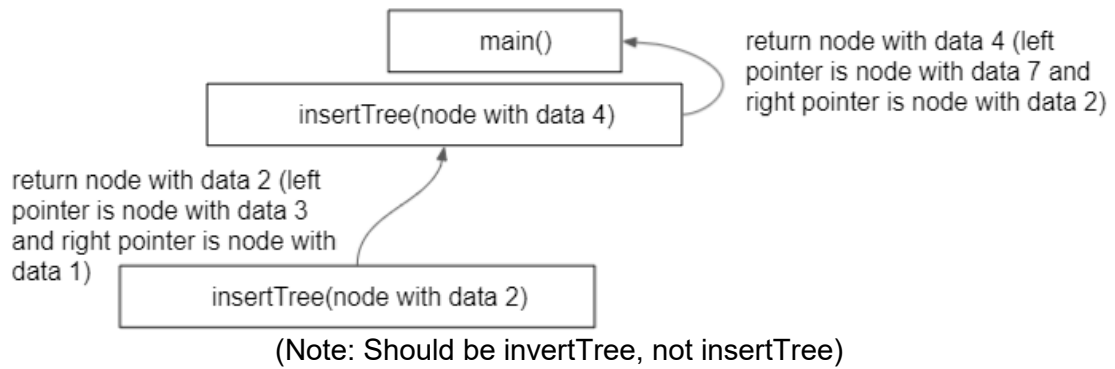 main()
return node with data 4 (left
pointer is node with data 7 and
right pointer is node with data 2)
insertTree(node with data 4)
return node with data 2 (left
pointer is node with data 3
and right pointer is node with
data 1)
insertTree(node with data 2)
(Note: Should be invertTree, not insertTree)